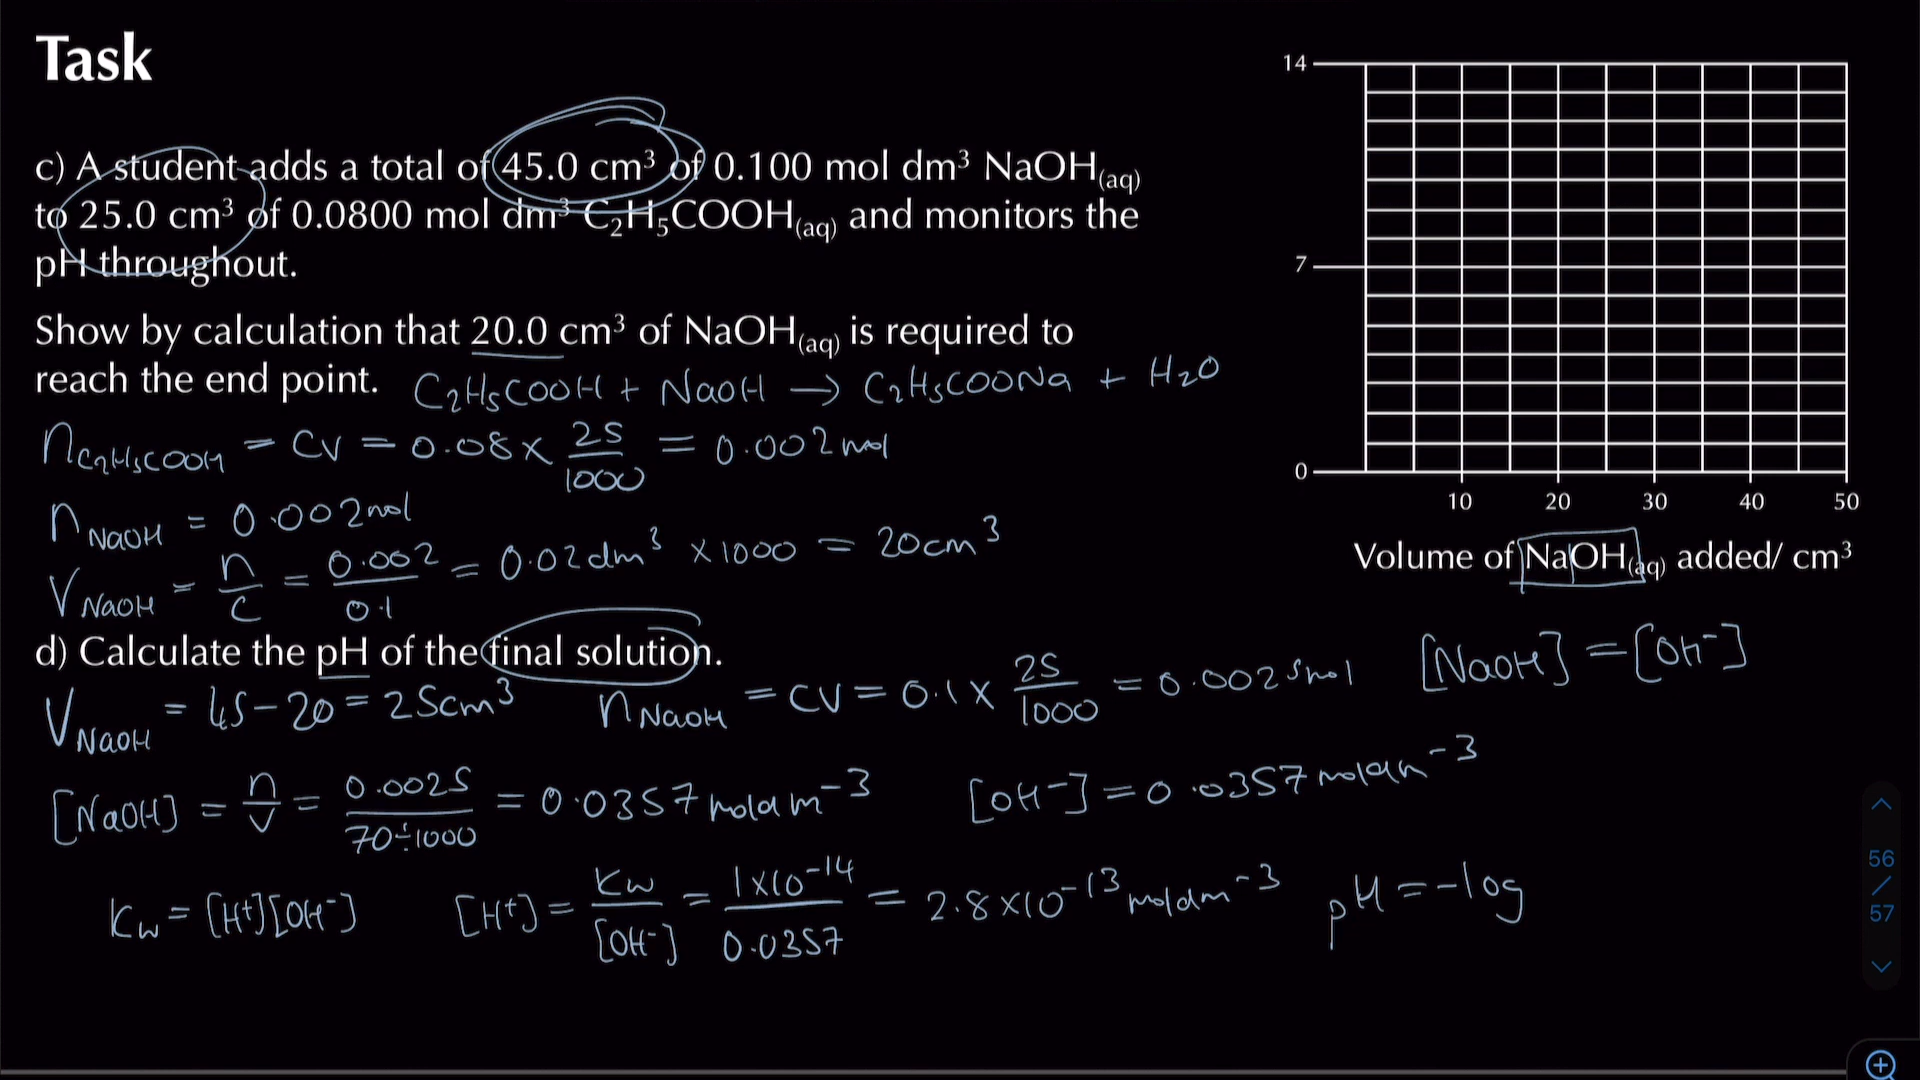 Task
c) A student adds a total of 45.0 cm³ of 0.100 mol dm³ NaOH(aq)
to 25.0 cm³ of 0.0800 mol dm³ C₂H₅COOH(aq) and monitors the
pH throughout.
Show by calculation that 20.0 cm³ of NaOH(aq) is required to
reach the end point. C₂H₅COOH + NaOH → C₂H₅COONa + H₂O
n C₂H₅COOH = CV = 0.08 × 25/1000 = 0.002 mol
n NaOH = 0.002 mol
V NaOH = n/C = 0.002/0.1 = 0.02 dm³ × 1000 = 20 cm³
d) Calculate the pH of the final solution.
V NaOH = 45 - 20 = 25 cm³ n NaOH = CV = 0.1 × 25/1000 = 0.0025 mol [NaOH] = [OH⁻]
[NaOH] = n/V = 0.0025/70÷1000 = 0.0357 mol dm⁻³ [OH⁻] = 0.0357 mol dm⁻³
Kw = [H⁺][OH⁻] [H⁺] = Kw/[OH⁻] = 1×10⁻¹⁴/0.0357 = 2.8×10⁻¹³ mol dm⁻³ pH = -log
14
7
0
10 20 30 40 50
Volume of NaOH(aq) added/ cm³
56
/
57